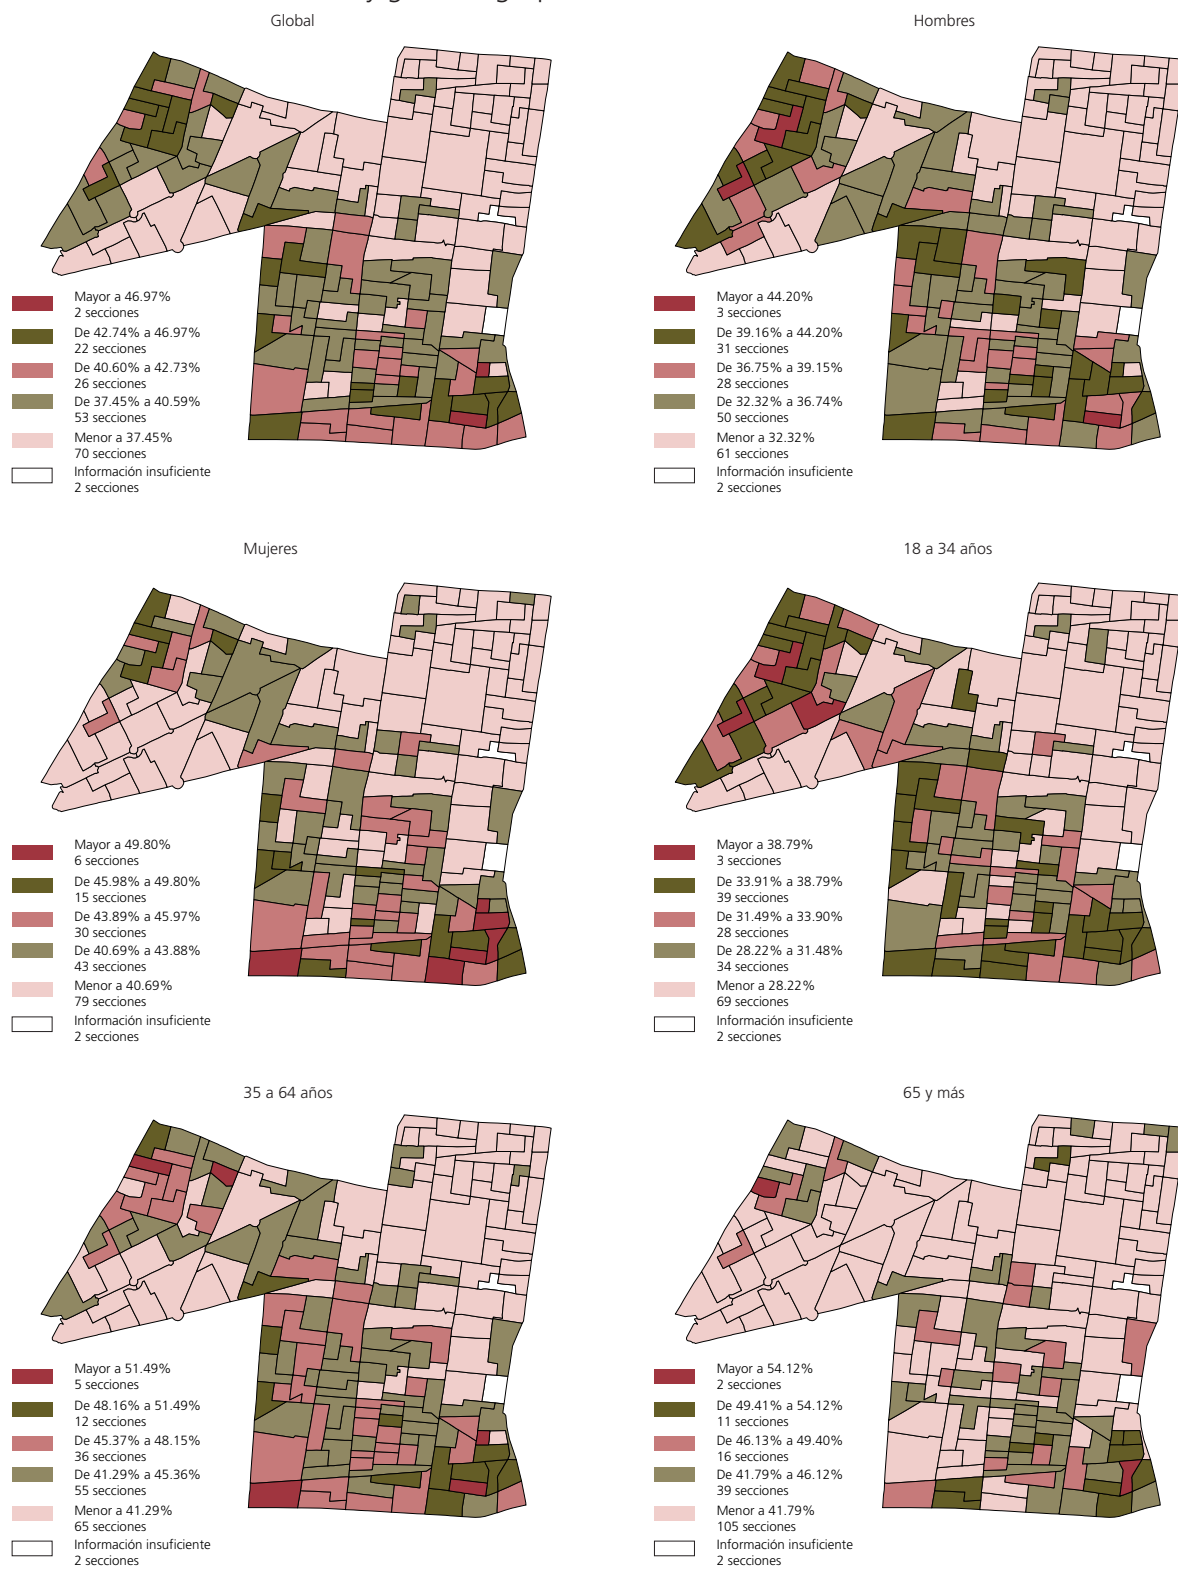 Global
Mayor a 46.97%
2 secciones
De 42.74% a 46.97%
22 secciones
De 40.60% a 42.73%
26 secciones
De 37.45% a 40.59%
53 secciones
Menor a 37.45%
70 secciones
Información insuficiente
2 secciones
Hombres
Mayor a 44.20%
3 secciones
De 39.16% a 44.20%
31 secciones
De 36.75% a 39.15%
28 secciones
De 32.32% a 36.74%
50 secciones
Menor a 32.32%
61 secciones
Información insuficiente
2 secciones
Mujeres
Mayor a 49.80%
6 secciones
De 45.98% a 49.80%
15 secciones
De 43.89% a 45.97%
30 secciones
De 40.69% a 43.88%
43 secciones
Menor a 40.69%
79 secciones
Información insuficiente
2 secciones
18 a 34 años
Mayor a 38.79%
3 secciones
De 33.91% a 38.79%
39 secciones
De 31.49% a 33.90%
28 secciones
De 28.22% a 31.48%
34 secciones
Menor a 28.22%
69 secciones
Información insuficiente
2 secciones
35 a 64 años
Mayor a 51.49%
5 secciones
De 48.16% a 51.49%
12 secciones
De 45.37% a 48.15%
36 secciones
De 41.29% a 45.36%
55 secciones
Menor a 41.29%
65 secciones
Información insuficiente
2 secciones
65 y más
Mayor a 54.12%
2 secciones
De 49.41% a 54.12%
11 secciones
De 46.13% a 49.40%
16 secciones
De 41.79% a 46.12%
39 secciones
Menor a 41.79%
105 secciones
Información insuficiente
2 secciones